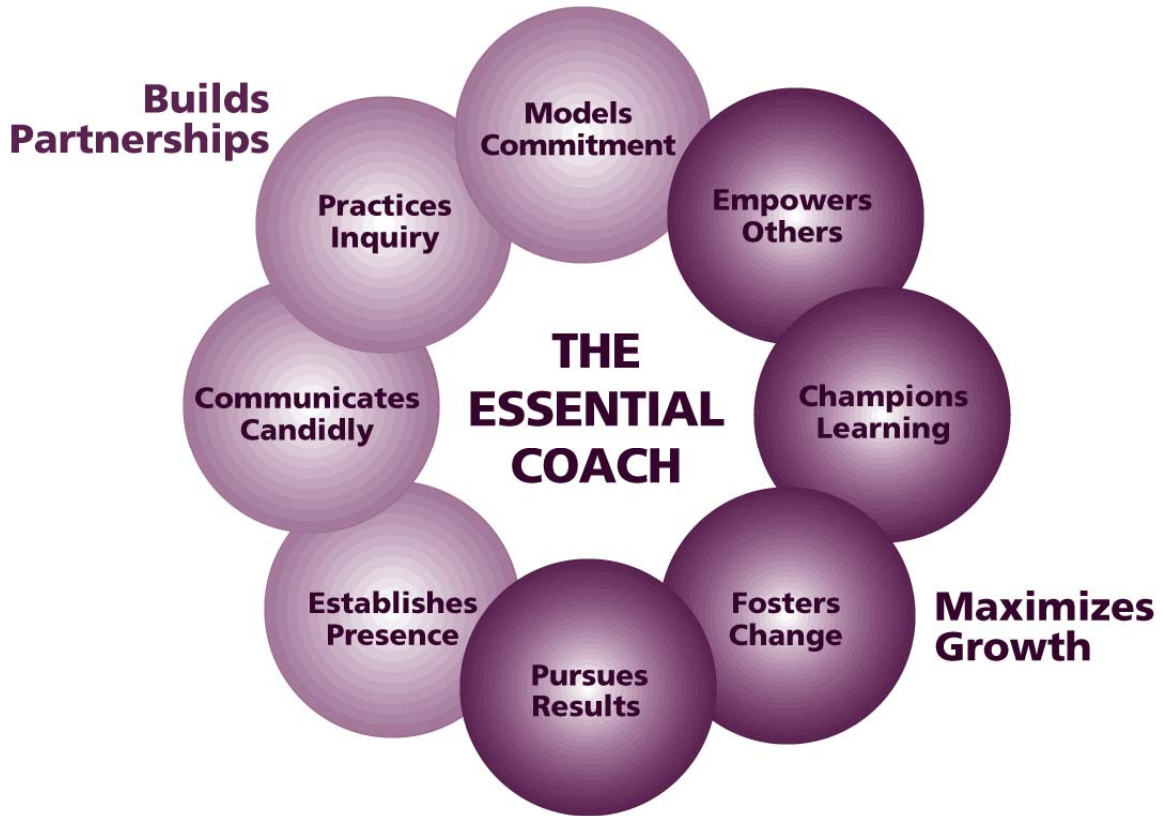 Builds
Partnerships
Models
Commitment
Empowers
Others
Champions
Learning
Fosters
Change
Pursues
Results
Establishes
Presence
Communicates
Candidly
Practices
Inquiry
THE
ESSENTIAL
COACH
Maximizes
Growth